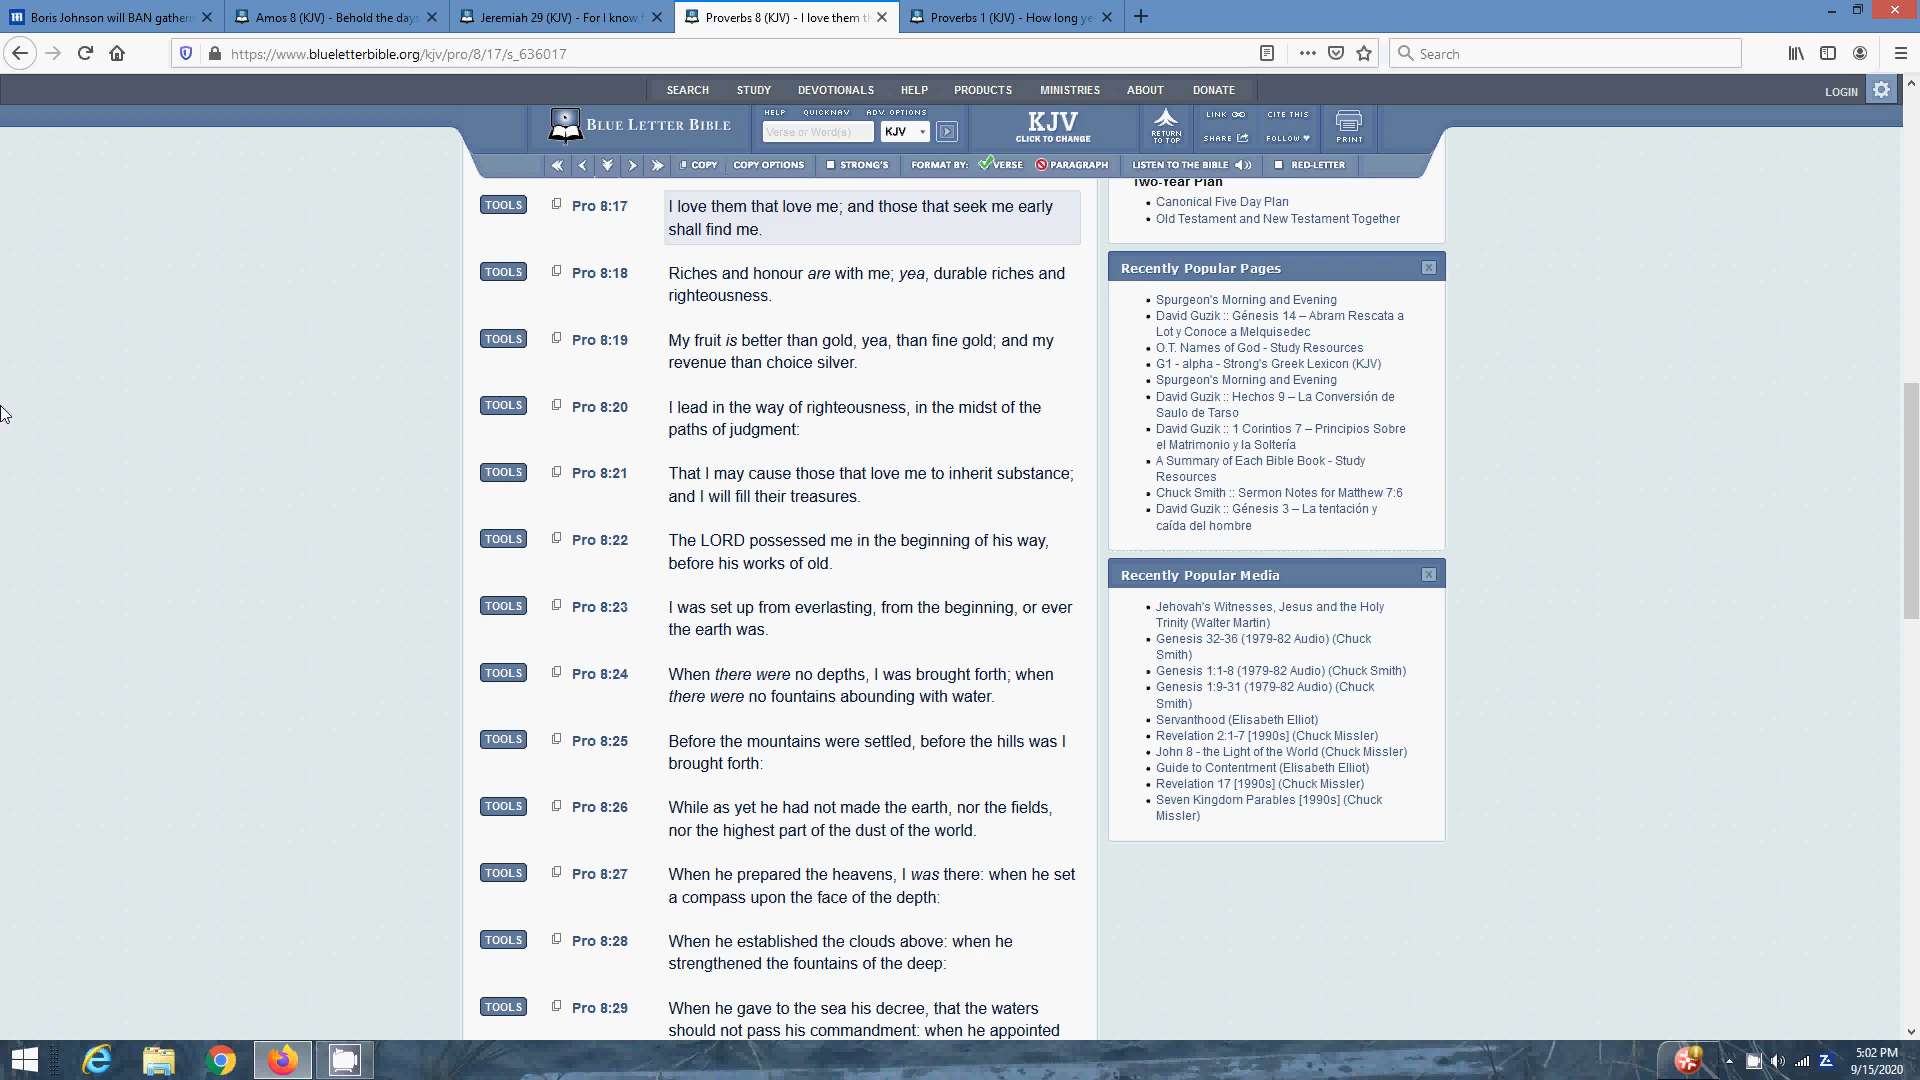 Boris Johnson will BAN gatheri
Amos 8 (KJV) - Behold the days
Jeremiah 29 (KJV) - For I know
Proverbs 8 (KJV) - I love them th
Proverbs 1 (KJV) - How long ye
https://www.blueletterbible.org/kjv/pro/8/17/s_636017
Search
SEARCH STUDY DEVOTIONALS HELP PRODUCTS MINISTRIES ABOUT DONATE
LOGIN
BLUE LETTER BIBLE
HELP QUICKNAV ADV. OPTIONS
Verse or Word(s) KJV
KJV
CLICK TO CHANGE
RETURN
TO TOP
LINK CITE THIS
SHARE FOLLOW
PRINT
COPY COPY OPTIONS STRONG'S FORMAT BY: VERSE PARAGRAPH LISTEN TO THE BIBLE RED-LETTER
TOOLS Pro 8:17 I love them that love me; and those that seek me early
shall find me.
TOOLS Pro 8:18 Riches and honour are with me; yea, durable riches and
righteousness.
TOOLS Pro 8:19 My fruit is better than gold, yea, than fine gold; and my
revenue than choice silver.
TOOLS Pro 8:20 I lead in the way of righteousness, in the midst of the
paths of judgment:
TOOLS Pro 8:21 That I may cause those that love me to inherit substance;
and I will fill their treasures.
TOOLS Pro 8:22 The LORD possessed me in the beginning of his way,
before his works of old.
TOOLS Pro 8:23 I was set up from everlasting, from the beginning, or ever
the earth was.
TOOLS Pro 8:24 When there were no depths, I was brought forth; when
there were no fountains abounding with water.
TOOLS Pro 8:25 Before the mountains were settled, before the hills was I
brought forth:
TOOLS Pro 8:26 While as yet he had not made the earth, nor the fields,
nor the highest part of the dust of the world.
TOOLS Pro 8:27 When he prepared the heavens, I was there: when he set
a compass upon the face of the depth:
TOOLS Pro 8:28 When he established the clouds above: when he
strengthened the fountains of the deep:
TOOLS Pro 8:29 When he gave to the sea his decree, that the waters
should not pass his commandment: when he appointed
Two-Year Plan
Canonical Five Day Plan
Old Testament and New Testament Together
Recently Popular Pages
Spurgeon's Morning and Evening
David Guzik :: Génesis 14 – Abram Rescata a
Lot y Conoce a Melquisedec
O.T. Names of God - Study Resources
G1 - alpha - Strong's Greek Lexicon (KJV)
Spurgeon's Morning and Evening
David Guzik :: Hechos 9 – La Conversión de
Saulo de Tarso
David Guzik :: 1 Corintios 7 – Principios Sobre
el Matrimonio y la Soltería
A Summary of Each Bible Book - Study
Resources
Chuck Smith :: Sermon Notes for Matthew 7:6
David Guzik :: Génesis 3 – La tentación y
caída del hombre
Recently Popular Media
Jehovah's Witnesses, Jesus and the Holy
Trinity (Walter Martin)
Genesis 32-36 (1979-82 Audio) (Chuck
Smith)
Genesis 1:1-8 (1979-82 Audio) (Chuck Smith)
Genesis 1:9-31 (1979-82 Audio) (Chuck
Smith)
Servanthood (Elisabeth Elliot)
Revelation 2:1-7 [1990s] (Chuck Missler)
John 8 - the Light of the World (Chuck Missler)
Guide to Contentment (Elisabeth Elliot)
Revelation 17 [1990s] (Chuck Missler)
Seven Kingdom Parables [1990s] (Chuck
Missler)
5:02 PM
9/15/2020